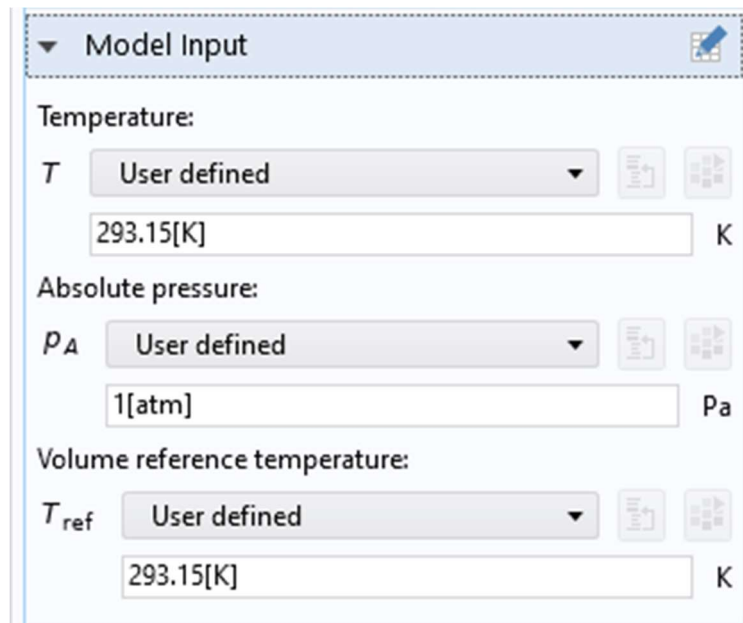 Model Input
Temperature:
T User defined
293.15[K] K
Absolute pressure:
pA User defined
1[atm] Pa
Volume reference temperature:
Tref User defined
293.15[K] K